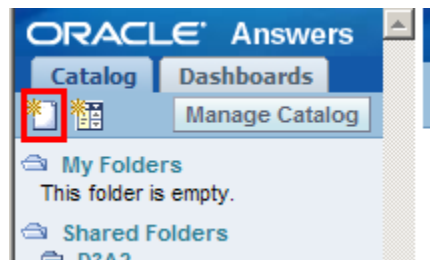 ORACLE Answers
Catalog Dashboards
Manage Catalog
My Folders
This folder is empty.
Shared Folders